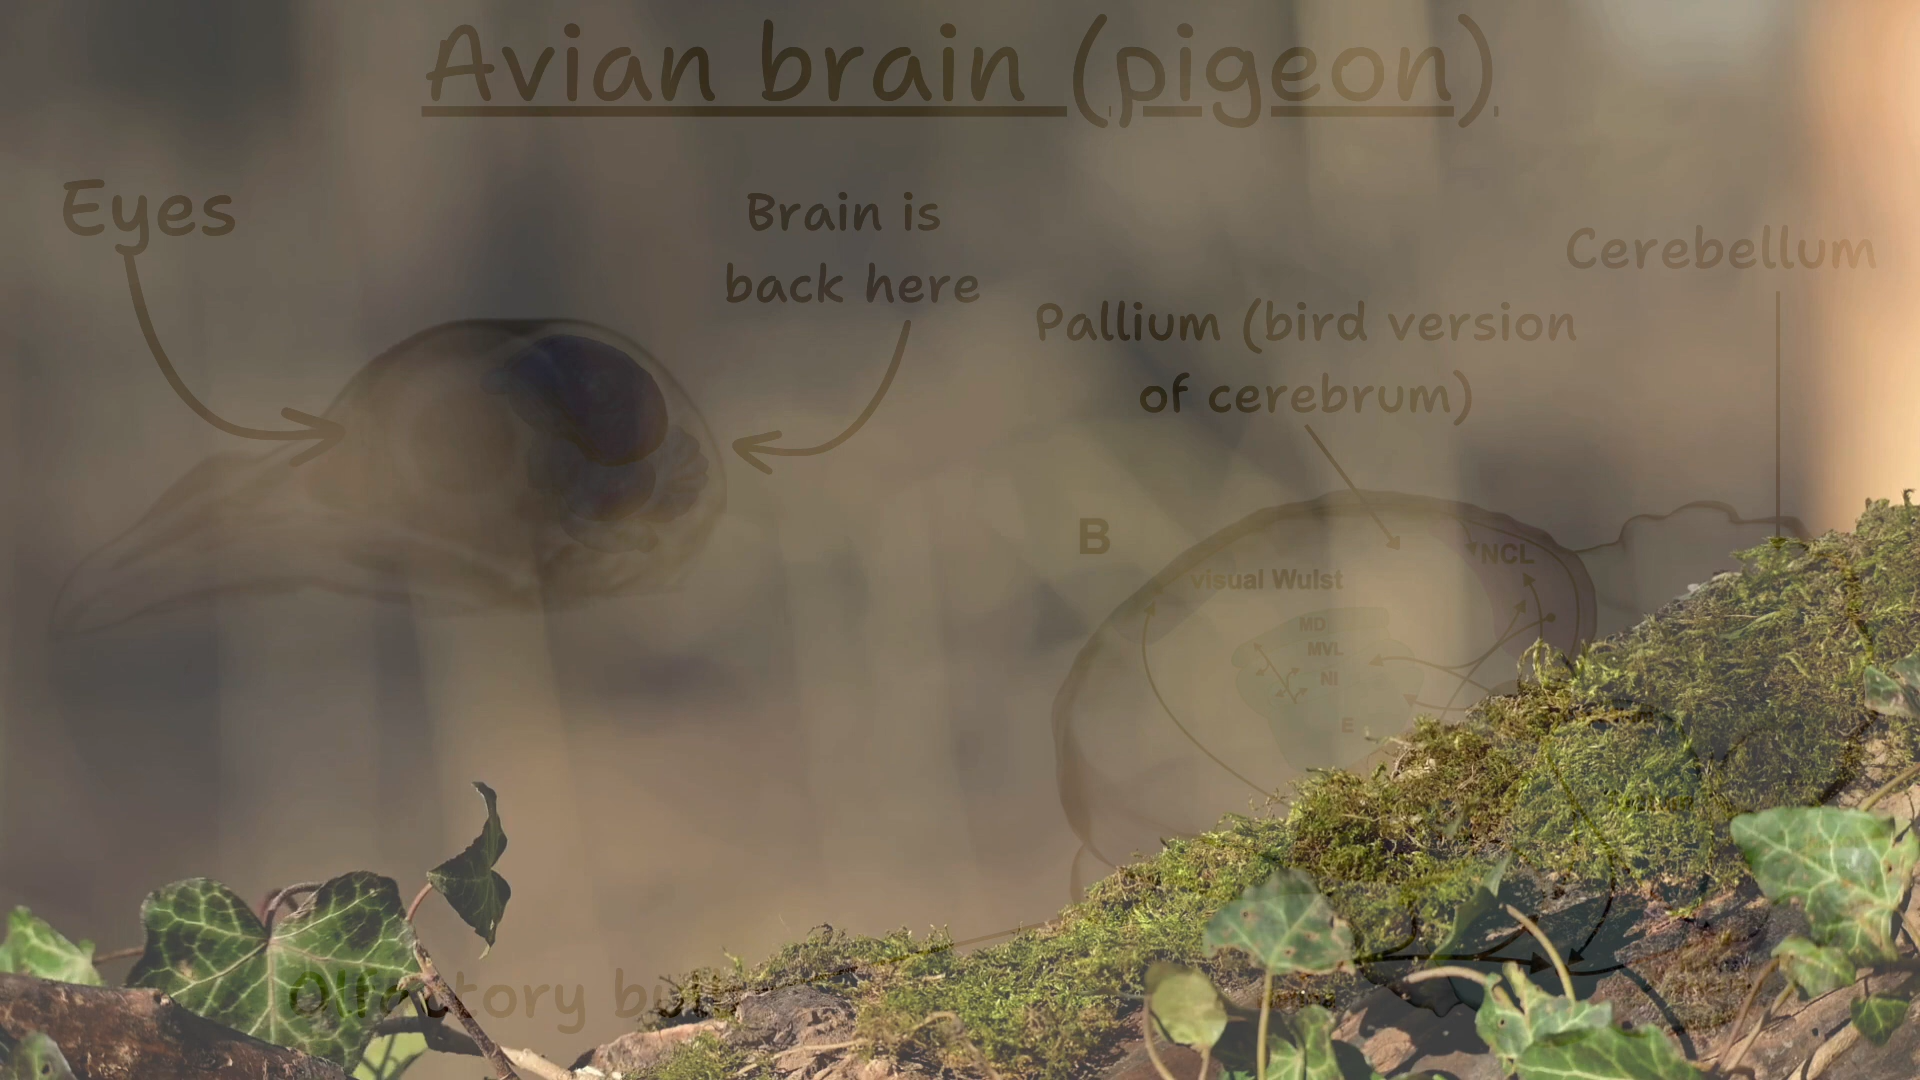 Avian brain (pigeon)
Eyes
Brain is
back here
Cerebellum
Pallium (bird version
of cerebrum)
B
NCL
visual Wulst
MD
MVL
NI
E
Olfactory